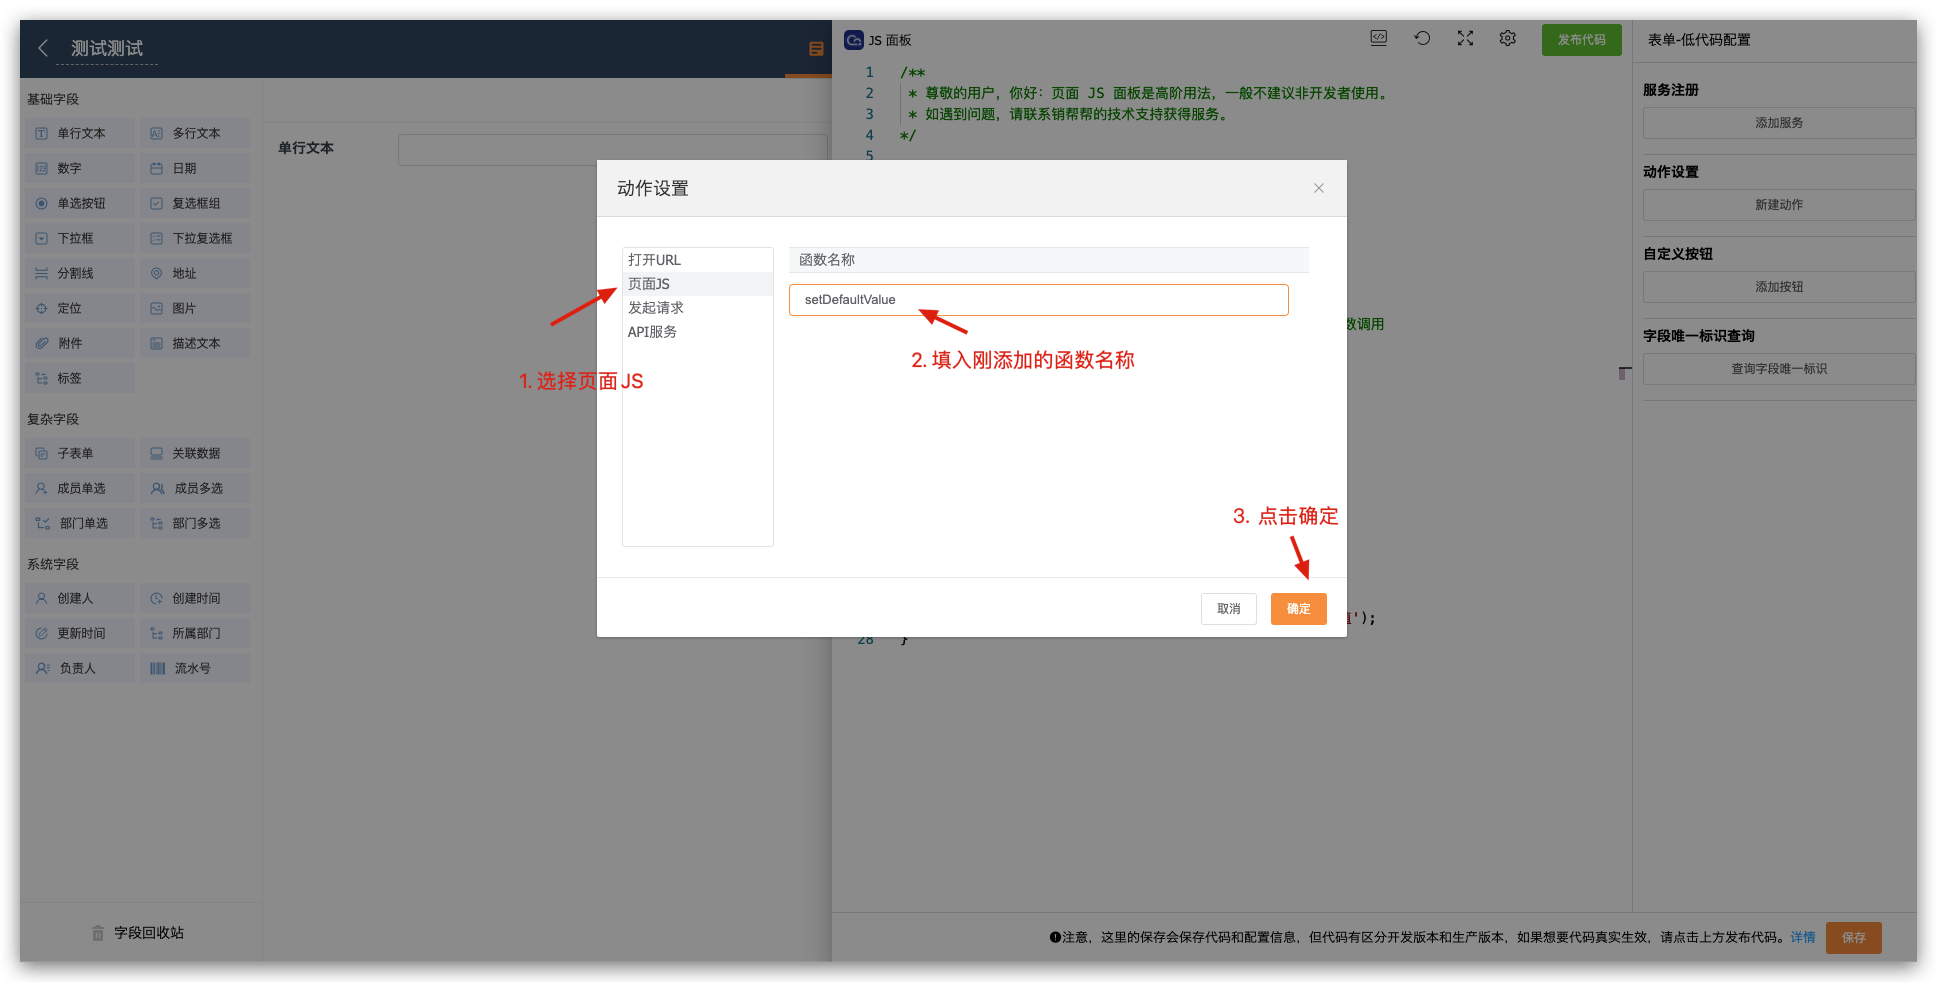 测试测试
基础字段
单行文本
多行文本
数字
日期
单选按钮
复选框组
下拉框
下拉复选框
分割线
地址
定位
图片
附件
描述文本
标签
复杂字段
子表单
关联数据
成员单选
成员多选
部门单选
部门多选
系统字段
创建人
创建时间
更新时间
所属部门
负责人
流水号
字段回收站
单行文本
JS 面板
发布代码
1 /**
2 * 尊敬的用户，你好：页面 JS 面板是高阶用法，一般不建议非开发者使用。
3 * 如遇到问题，请联系销帮帮的技术支持获得服务。
4 */
5
数调用
');
28 }
动作设置
打开URL
页面JS
发起请求
API服务
函数名称
setDefaultValue
1. 选择页面JS
2. 填入刚添加的函数名称
3. 点击确定
取消
确定
表单-低代码配置
服务注册
添加服务
动作设置
新建动作
自定义按钮
添加按钮
字段唯一标识查询
查询字段唯一标识
注意，这里的保存会保存代码和配置信息，但代码有区分开发版本和生产版本，如果想要代码真实生效，请点击上方发布代码。详情
保存